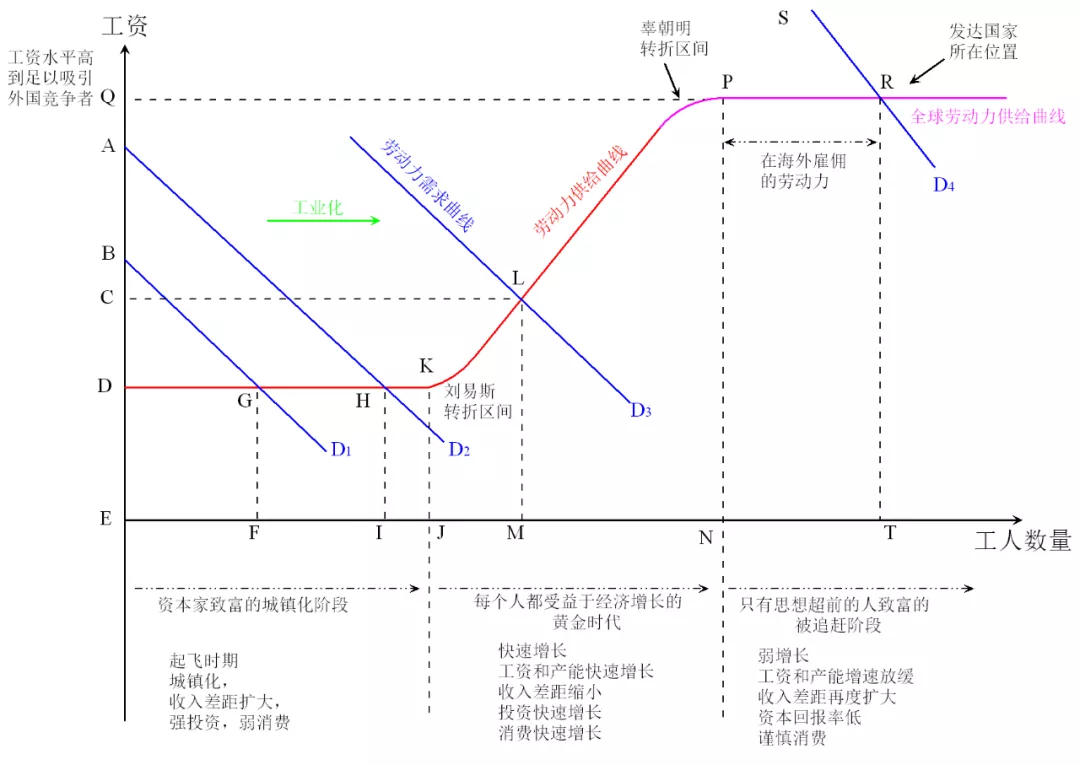 工资
工资水平高
到足以吸引
外国竞争者
Q
A
B
C
D
E
工业化
劳动力需求曲线
劳动力供给曲线
辜朝明
转折区间
P
S
R
发达国家
所在位置
全球劳动力供给曲线
在海外雇佣
的劳动力
D4
L
K
G
H
刘易斯
转折区间
D1
D2
D3
F
I
J
M
N
T
工人数量
资本家致富的城镇化阶段
起飞时期
城镇化，
收入差距扩大，
强投资，弱消费
每个人都受益于经济增长的
黄金时代
快速增长
工资和产能快速增长
收入差距缩小
投资快速增长
消费快速增长
只有思想超前的人致富的
被追赶阶段
弱增长
工资和产能增速放缓
收入差距再度扩大
资本回报率低
谨慎消费